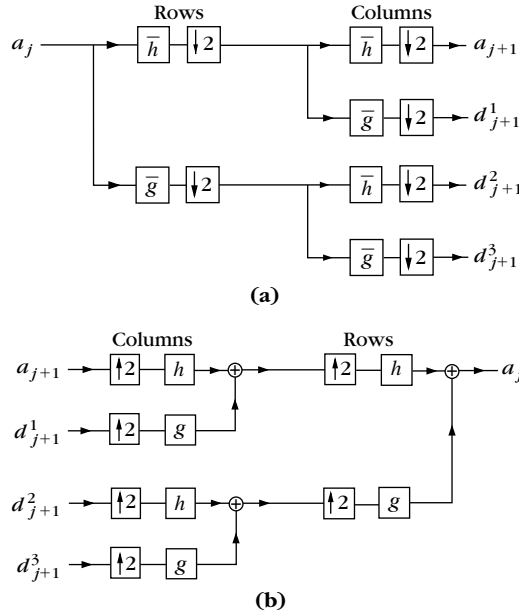 Rows Columns
a_j h̄ ↓2 h̄ ↓2 a_{j+1}
ḡ ↓2 d^1_{j+1}
ḡ ↓2 h̄ ↓2 d^2_{j+1}
ḡ ↓2 d^3_{j+1}
(a)
Columns Rows
a_{j+1} ↑2 h + ↑2 h + a_j
d^1_{j+1} ↑2 g
d^2_{j+1} ↑2 h + ↑2 g
d^3_{j+1} ↑2 g
(b)